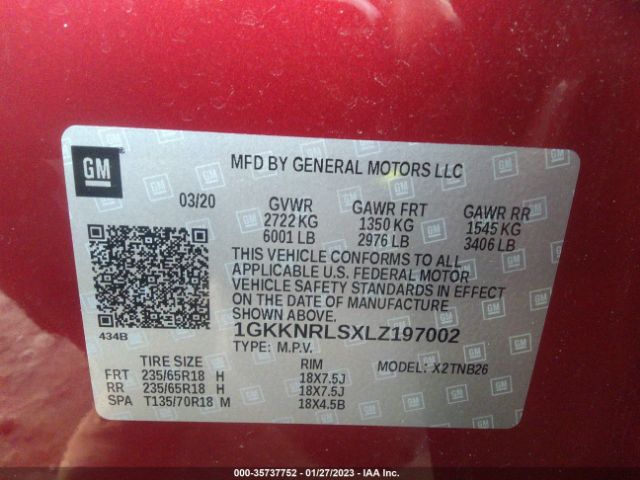 GM
MFD BY GENERAL MOTORS LLC
03/20 GVWR GAWR FRT GAWR RR
2722 KG 1350 KG 1545 KG
6001 LB 2976 LB 3406 LB
THIS VEHICLE CONFORMS TO ALL
APPLICABLE U.S. FEDERAL MOTOR
VEHICLE SAFETY STANDARDS IN EFFECT
ON THE DATE OF MANUFACTURE
SHOWN ABOVE.
434B 1GKKNRLSXLZ197002
TYPE: M.P.V. MODEL: X2TNB26
TIRE SIZE RIM
FRT 235/65R18 H 18X7.5J
RR 235/65R18 H 18X7.5J
SPA T135/70R18 M 18X4.5B
000-35737752 - 01/27/2023 - IAA Inc.